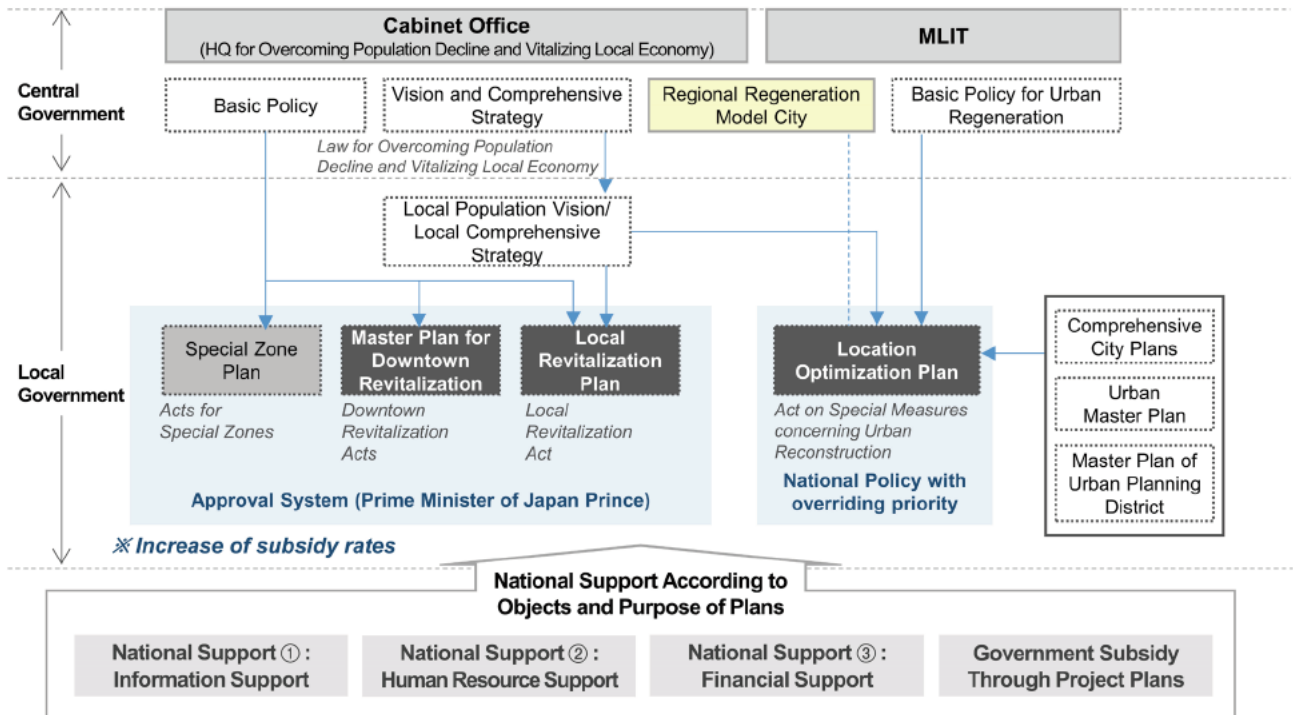 Cabinet Office
(HQ for Overcoming Population Decline and Vitalizing Local Economy)
MLIT
Central
Government
Basic Policy
Vision and Comprehensive
Strategy
Regional Regeneration
Model City
Basic Policy for Urban
Regeneration
Law for Overcoming Population
Decline and Vitalizing Local Economy
Local Population Vision/
Local Comprehensive
Strategy
Local
Government
Special Zone
Plan
Master Plan for
Downtown
Revitalization
Local
Revitalization
Plan
Location
Optimization Plan
Comprehensive
City Plans
Urban
Master Plan
Master Plan of
Urban Planning
District
Acts for
Special Zones
Downtown
Revitalization
Acts
Local
Revitalization
Act
Act on Special Measures
concerning Urban
Reconstruction
Approval System (Prime Minister of Japan Prince)
National Policy with
overriding priority
※ Increase of subsidy rates
National Support According to
Objects and Purpose of Plans
National Support ① :
Information Support
National Support ② :
Human Resource Support
National Support ③ :
Financial Support
Government Subsidy
Through Project Plans